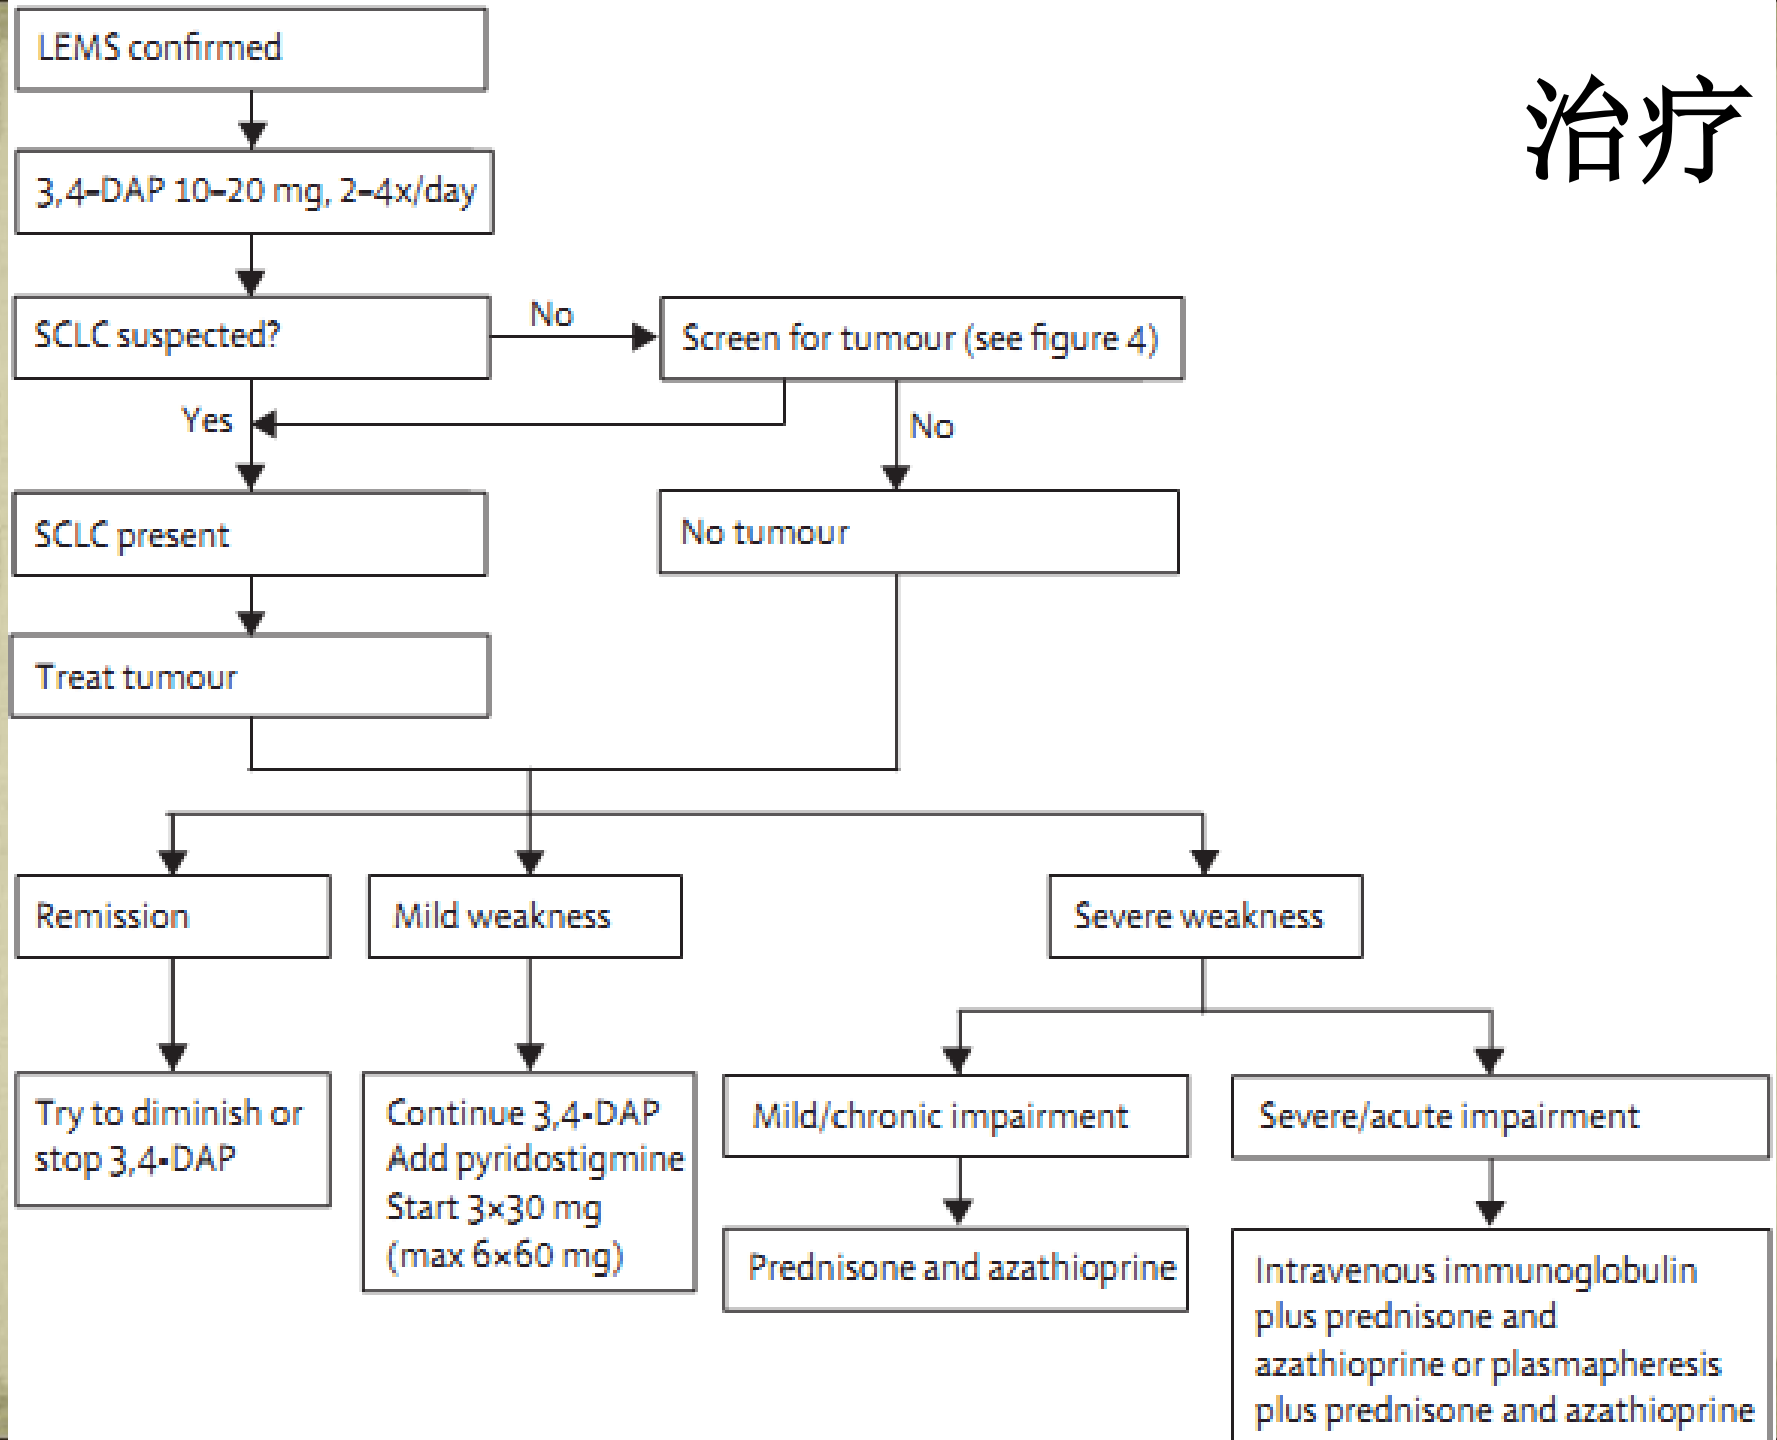 治疗
LEMS confirmed
3,4-DAP 10–20 mg, 2–4x/day
SCLC suspected?
No
Screen for tumour (see figure 4)
Yes
No
SCLC present
No tumour
Treat tumour
Remission
Mild weakness
Severe weakness
Try to diminish or
stop 3,4-DAP
Continue 3,4-DAP
Add pyridostigmine
Start 3×30 mg
(max 6×60 mg)
Mild/chronic impairment
Severe/acute impairment
Prednisone and azathioprine
Intravenous immunoglobulin
plus prednisone and
azathioprine or plasmapheresis
plus prednisone and azathioprine